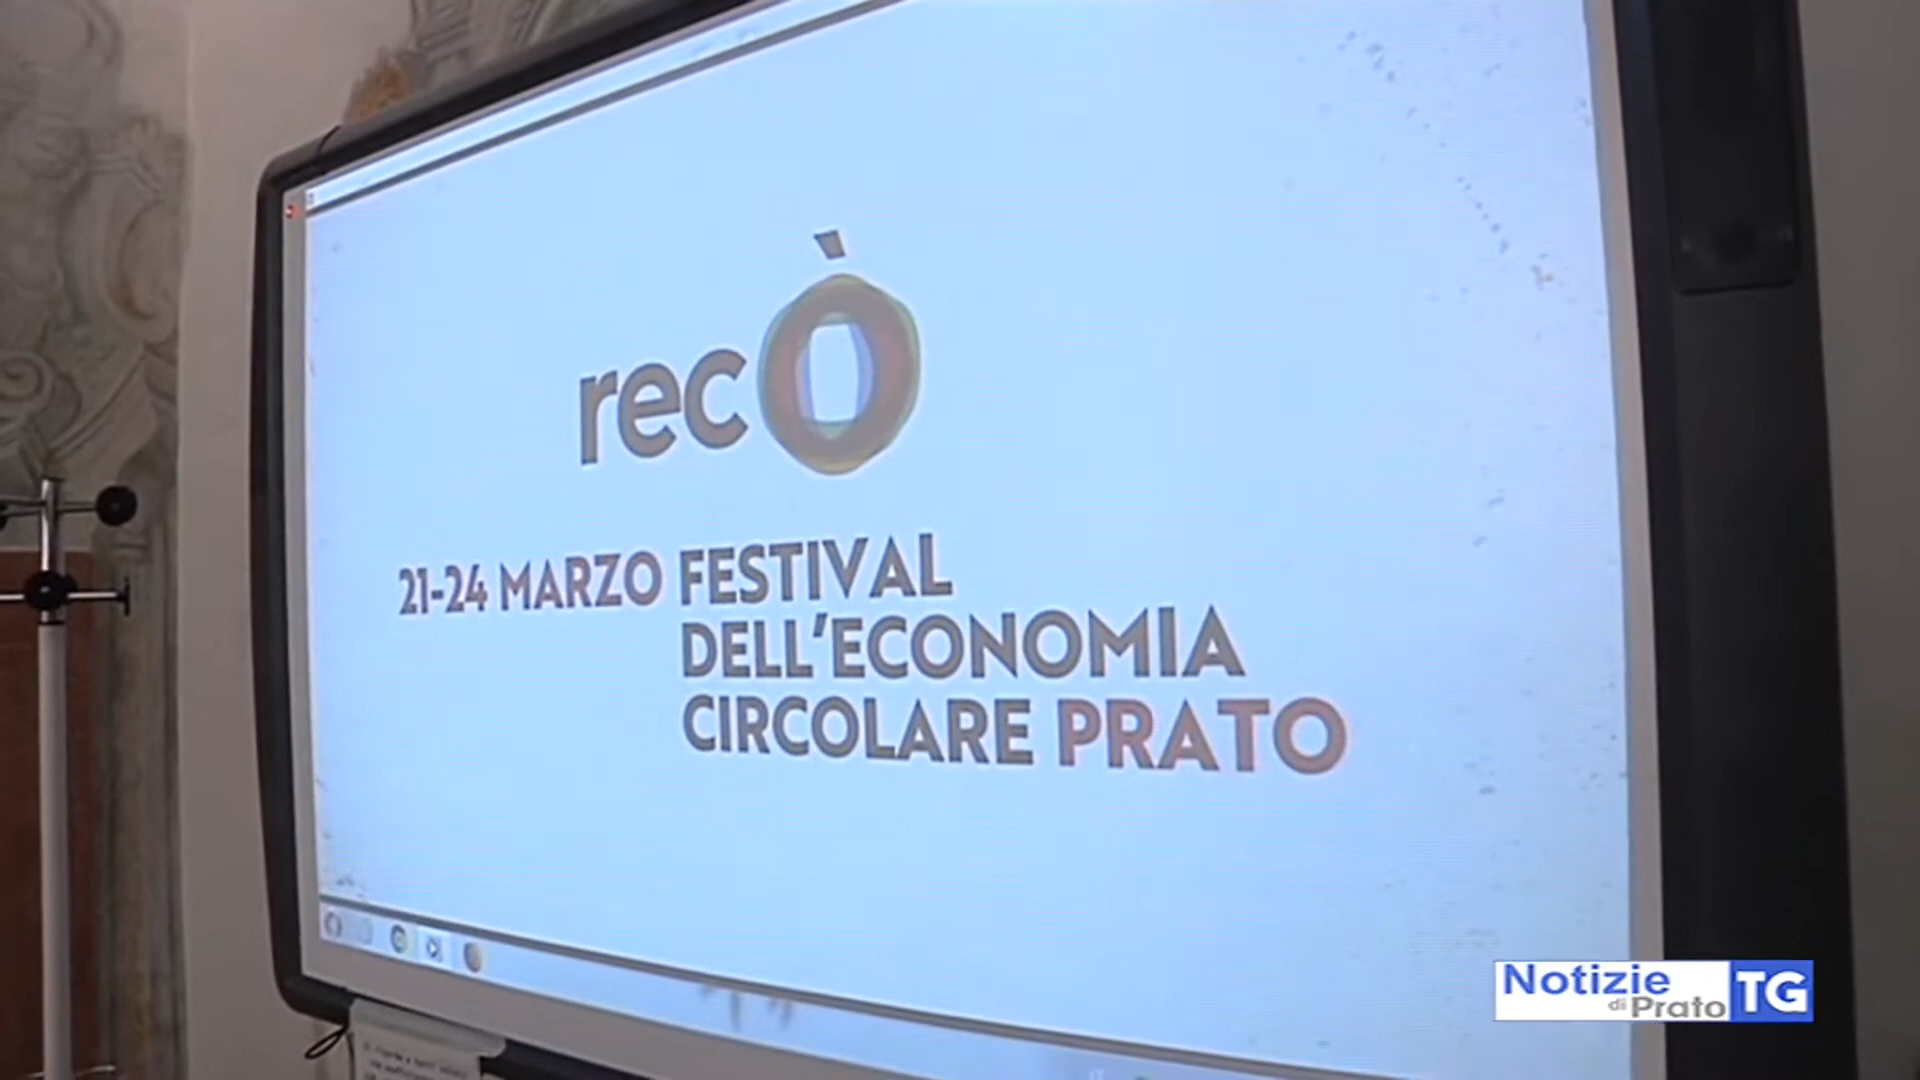 recò
21-24 MARZO FESTIVAL
DELL'ECONOMIA
CIRCOLARE PRATO
Notizie
di Prato
TG